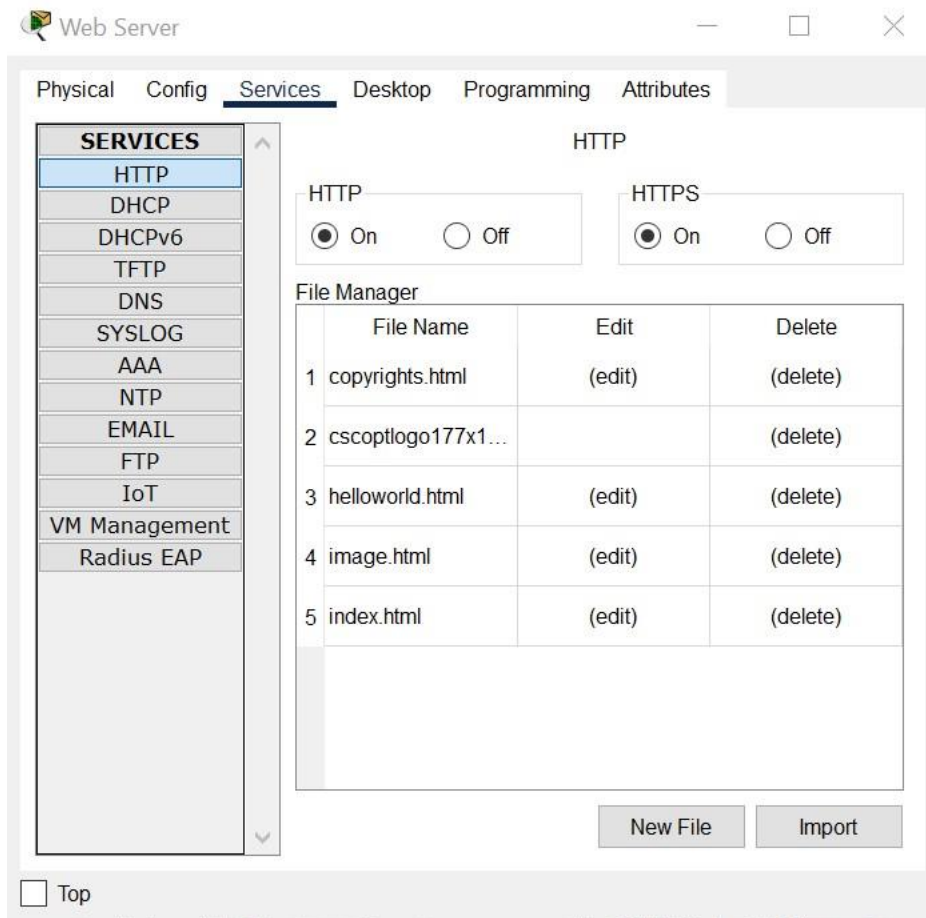 Web Server
Physical Config Services Desktop Programming Attributes
SERVICES
HTTP
DHCP
DHCPv6
TFTP
DNS
SYSLOG
AAA
NTP
EMAIL
FTP
IoT
VM Management
Radius EAP
HTTP
HTTP
On Off
HTTPS
On Off
File Manager
File Name Edit Delete
1 copyrights.html (edit) (delete)
2 cscoptlogo177x1... (delete)
3 helloworld.html (edit) (delete)
4 image.html (edit) (delete)
5 index.html (edit) (delete)
New File Import
Top